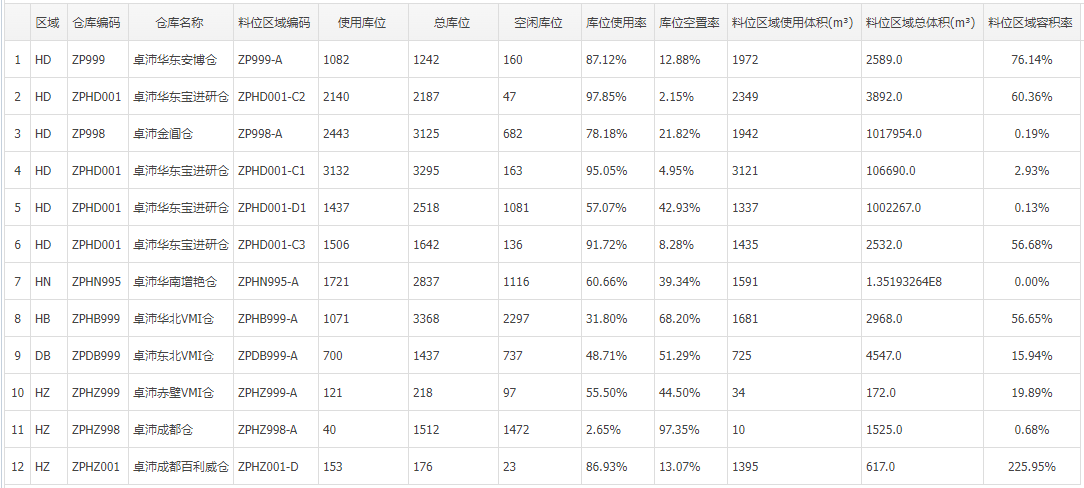 区域 仓库编码 仓库名称 料位区域编码 使用库位 总库位 空闲库位 库位使用率 库位空置率 料位区域使用体积(m³) 料位区域总体积(m³) 料位区域容积率
1 HD ZP999 卓沛华东安博仓 ZP999-A 1082 1242 160 87.12% 12.88% 1972 2589.0 76.14%
2 HD ZPHD001 卓沛华东宝进研仓 ZPHD001-C2 2140 2187 47 97.85% 2.15% 2349 3892.0 60.36%
3 HD ZP998 卓沛金阊仓 ZP998-A 2443 3125 682 78.18% 21.82% 1942 1017954.0 0.19%
4 HD ZPHD001 卓沛华东宝进研仓 ZPHD001-C1 3132 3295 163 95.05% 4.95% 3121 106690.0 2.93%
5 HD ZPHD001 卓沛华东宝进研仓 ZPHD001-D1 1437 2518 1081 57.07% 42.93% 1337 1002267.0 0.13%
6 HD ZPHD001 卓沛华东宝进研仓 ZPHD001-C3 1506 1642 136 91.72% 8.28% 1435 2532.0 56.68%
7 HN ZPHN995 卓沛华南增艳仓 ZPHN995-A 1721 2837 1116 60.66% 39.34% 1591 1.35193264E8 0.00%
8 HB ZPHB999 卓沛华北VMI仓 ZPHB999-A 1071 3368 2297 31.80% 68.20% 1681 2968.0 56.65%
9 DB ZPDB999 卓沛东北VMI仓 ZPDB999-A 700 1437 737 48.71% 51.29% 725 4547.0 15.94%
10 HZ ZPHZ999 卓沛赤壁VMI仓 ZPHZ999-A 121 218 97 55.50% 44.50% 34 172.0 19.89%
11 HZ ZPHZ998 卓沛成都仓 ZPHZ998-A 40 1512 1472 2.65% 97.35% 10 1525.0 0.68%
12 HZ ZPHZ001 卓沛成都百利威仓 ZPHZ001-D 153 176 23 86.93% 13.07% 1395 617.0 225.95%